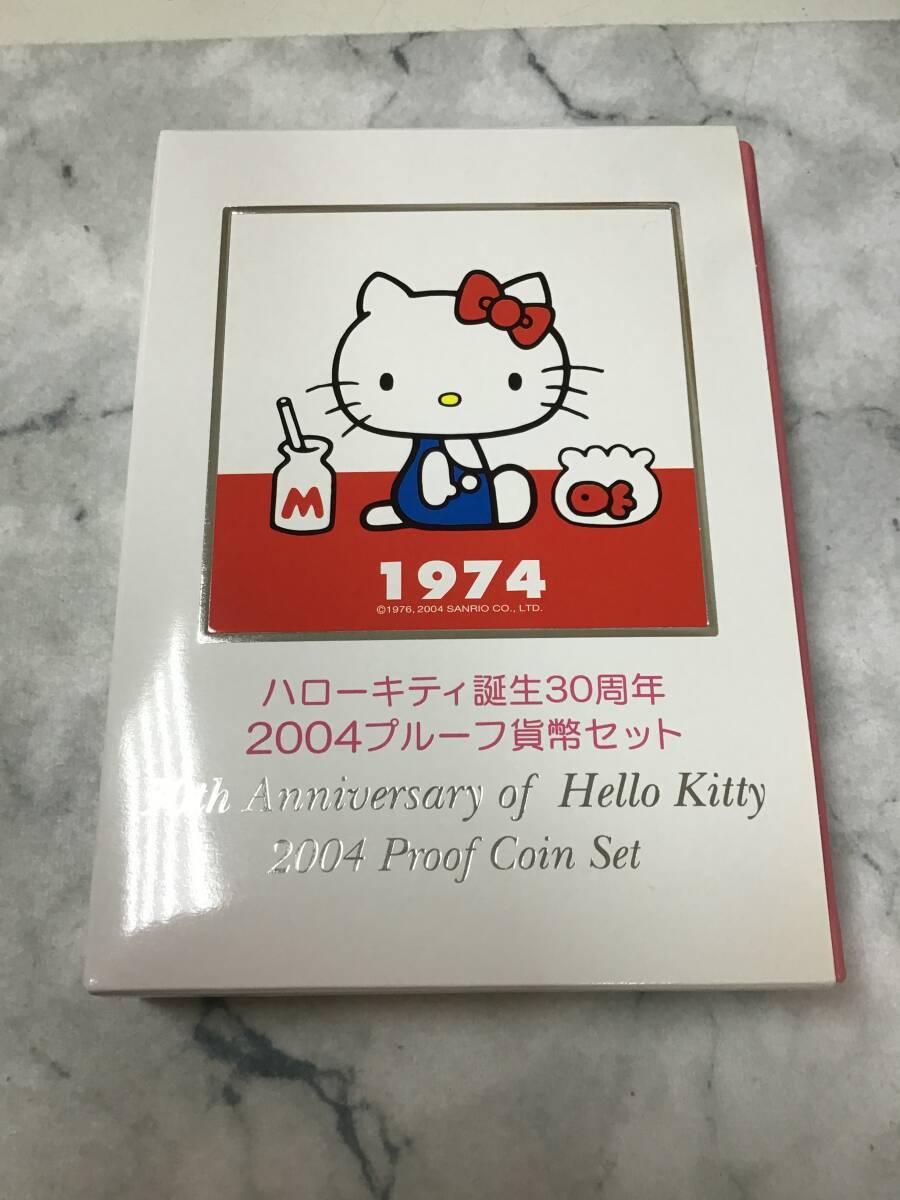 M
1974
©1976, 2004 SANRIO CO., LTD.
ハローキティ誕生30周年
2004プルーフ貨幣セット
30th Anniversary of Hello Kitty
2004 Proof Coin Set